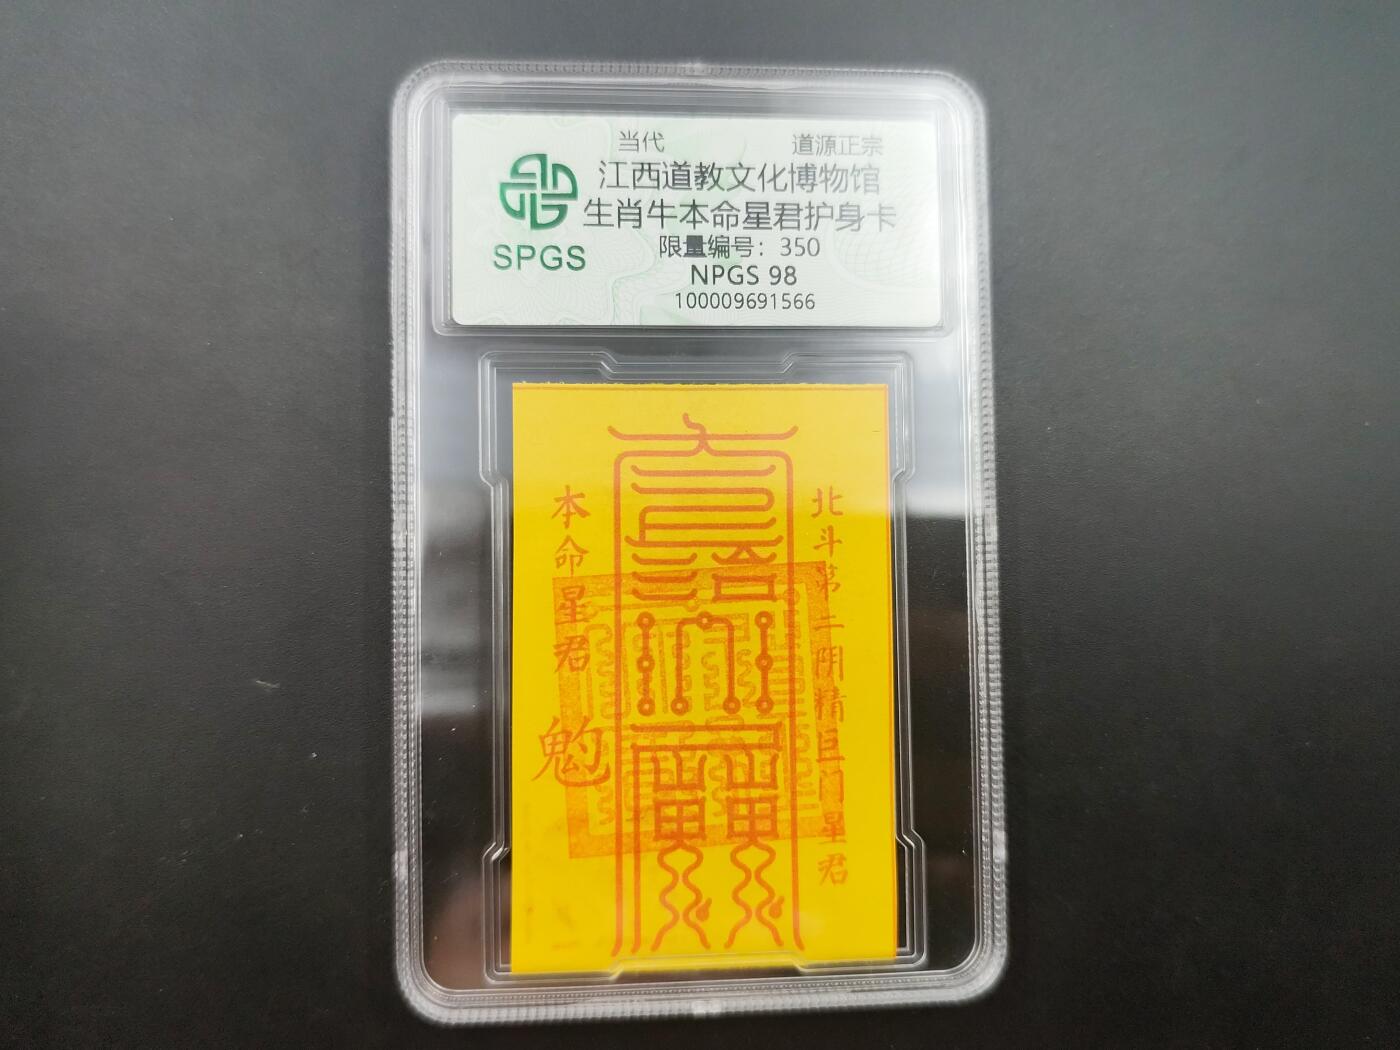 当代 道源正宗
江西道教文化博物馆
生肖牛本命星君护身卡
限量编号：350
NPGS 98
100009691566
SPGS
北斗第二阴精巨门星君
本命星君